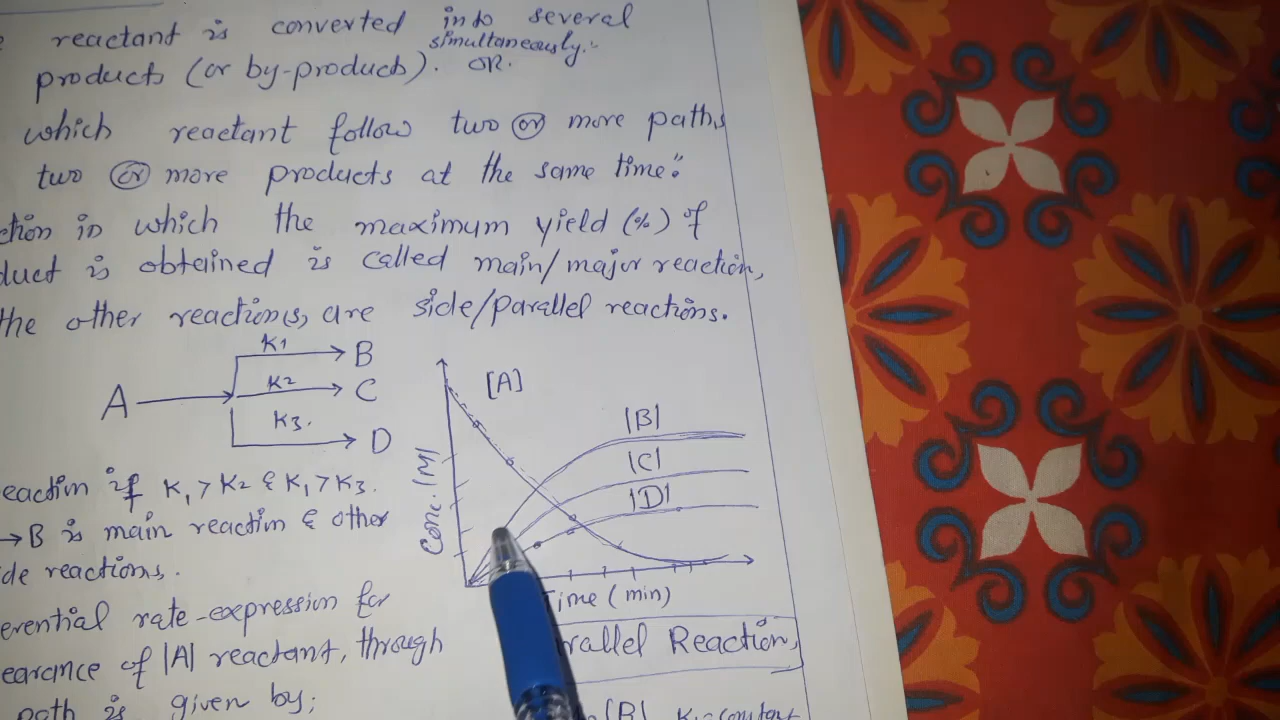 reactant is converted into several
simultaneously.
products (or by-products). OR.
which reactant follow two (or) more paths
two (or) more products at the same time."
ction in which the maximum yield (%) of
duct is obtained is called main/major reaction,
the other reaction(s, are side/parallel reactions.
K1
B
A
K2
C
K3.
D
[A]
|B|
|C|
|D|
Conc. [M]
Time (min)
eaction if K1 > K2 & K1 > K3.
→B is main reaction & other
de reactions.
erential rate-expression for
earance of |A| reactant, through
path is given by;
rallel Reaction,
[B] K1=constant